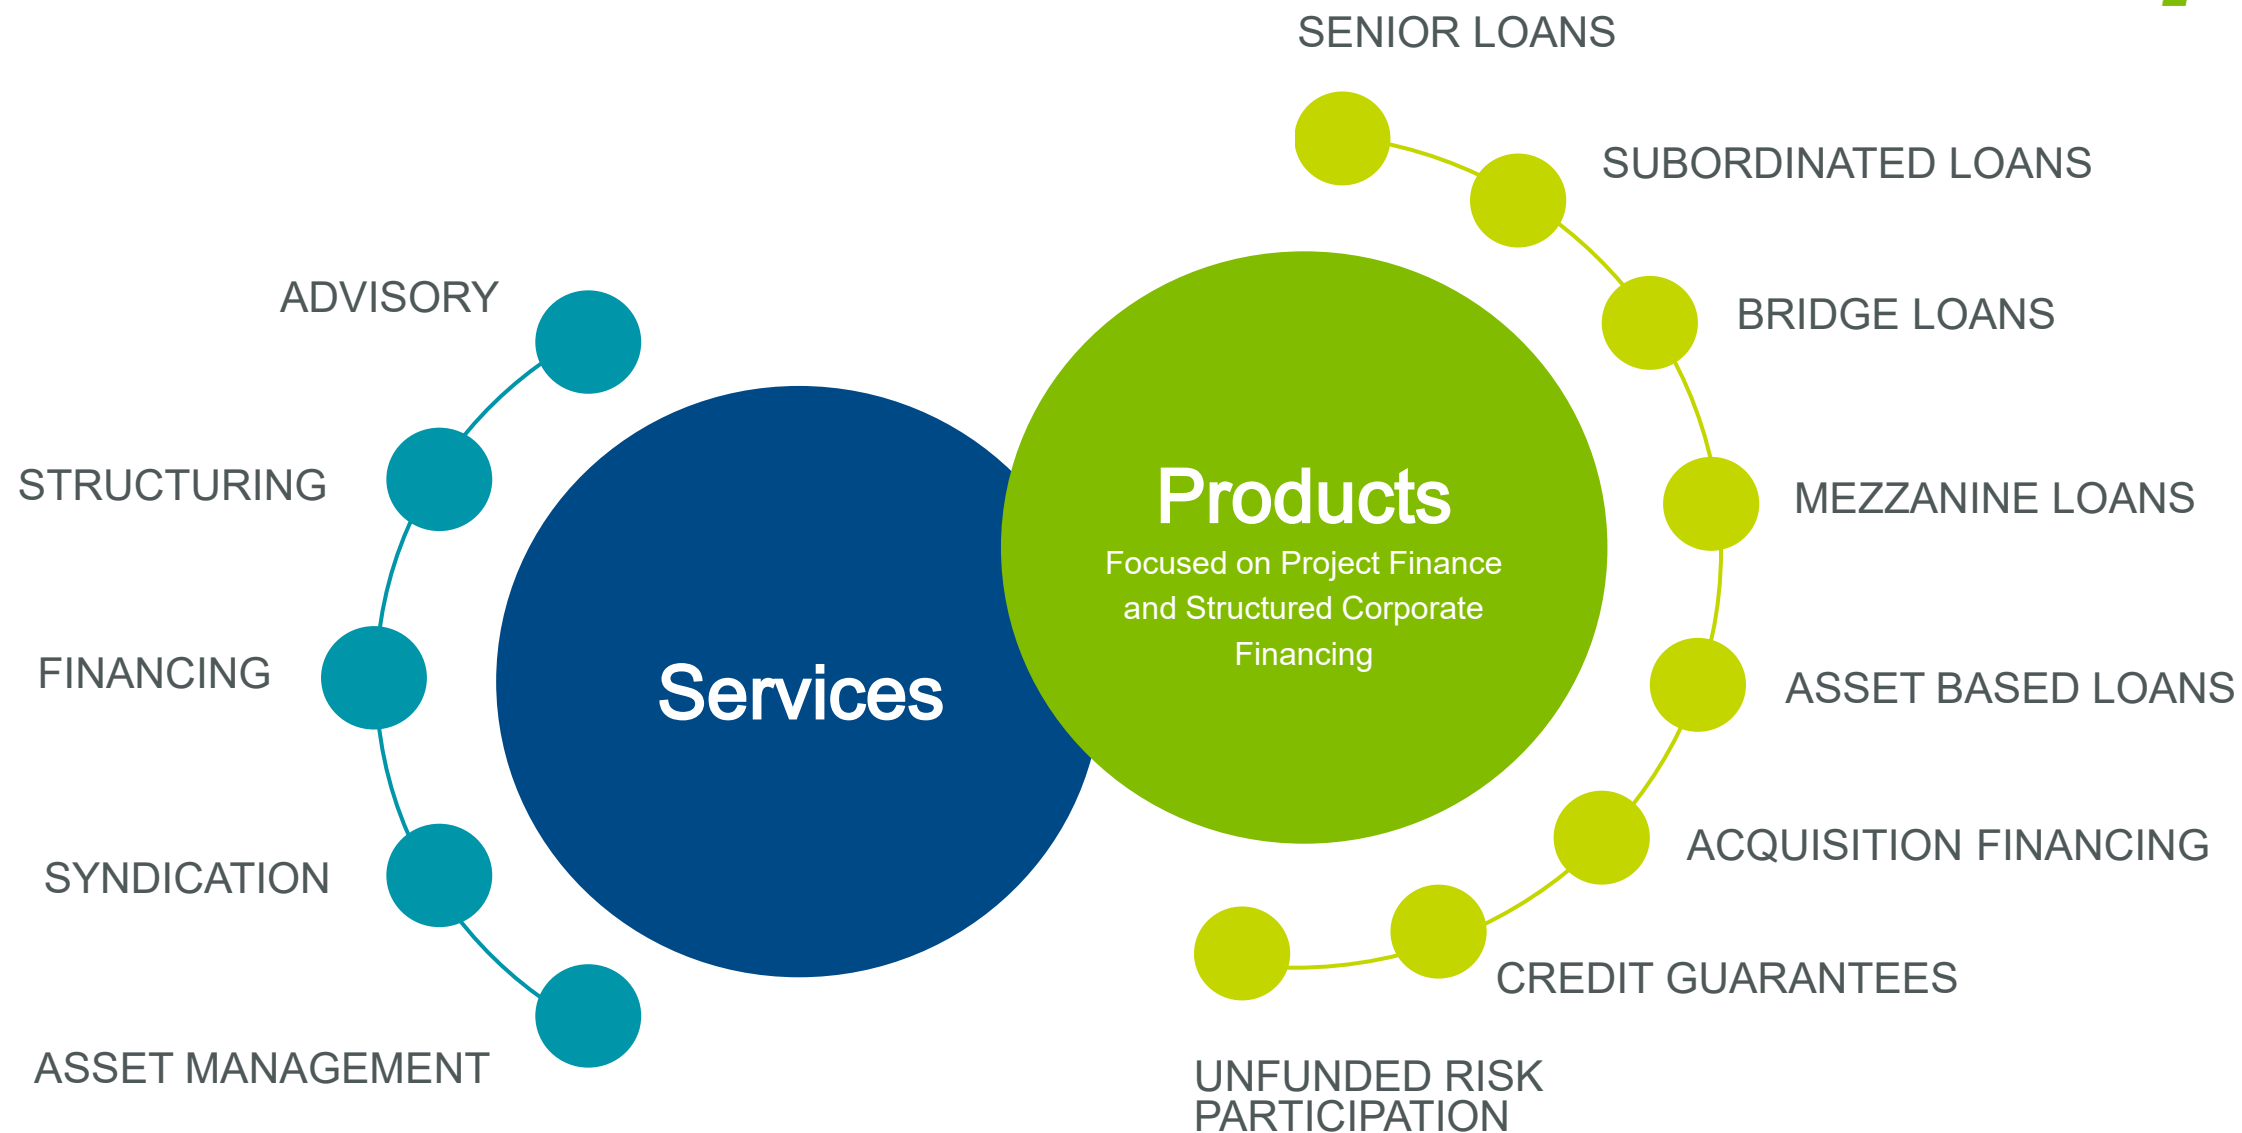 SENIOR LOANS
SUBORDINATED LOANS
BRIDGE LOANS
MEZZANINE LOANS
ASSET BASED LOANS
ACQUISITION FINANCING
CREDIT GUARANTEES
UNFUNDED RISK
PARTICIPATION
Products
Focused on Project Finance
and Structured Corporate
Financing
Services
ADVISORY
STRUCTURING
FINANCING
SYNDICATION
ASSET MANAGEMENT